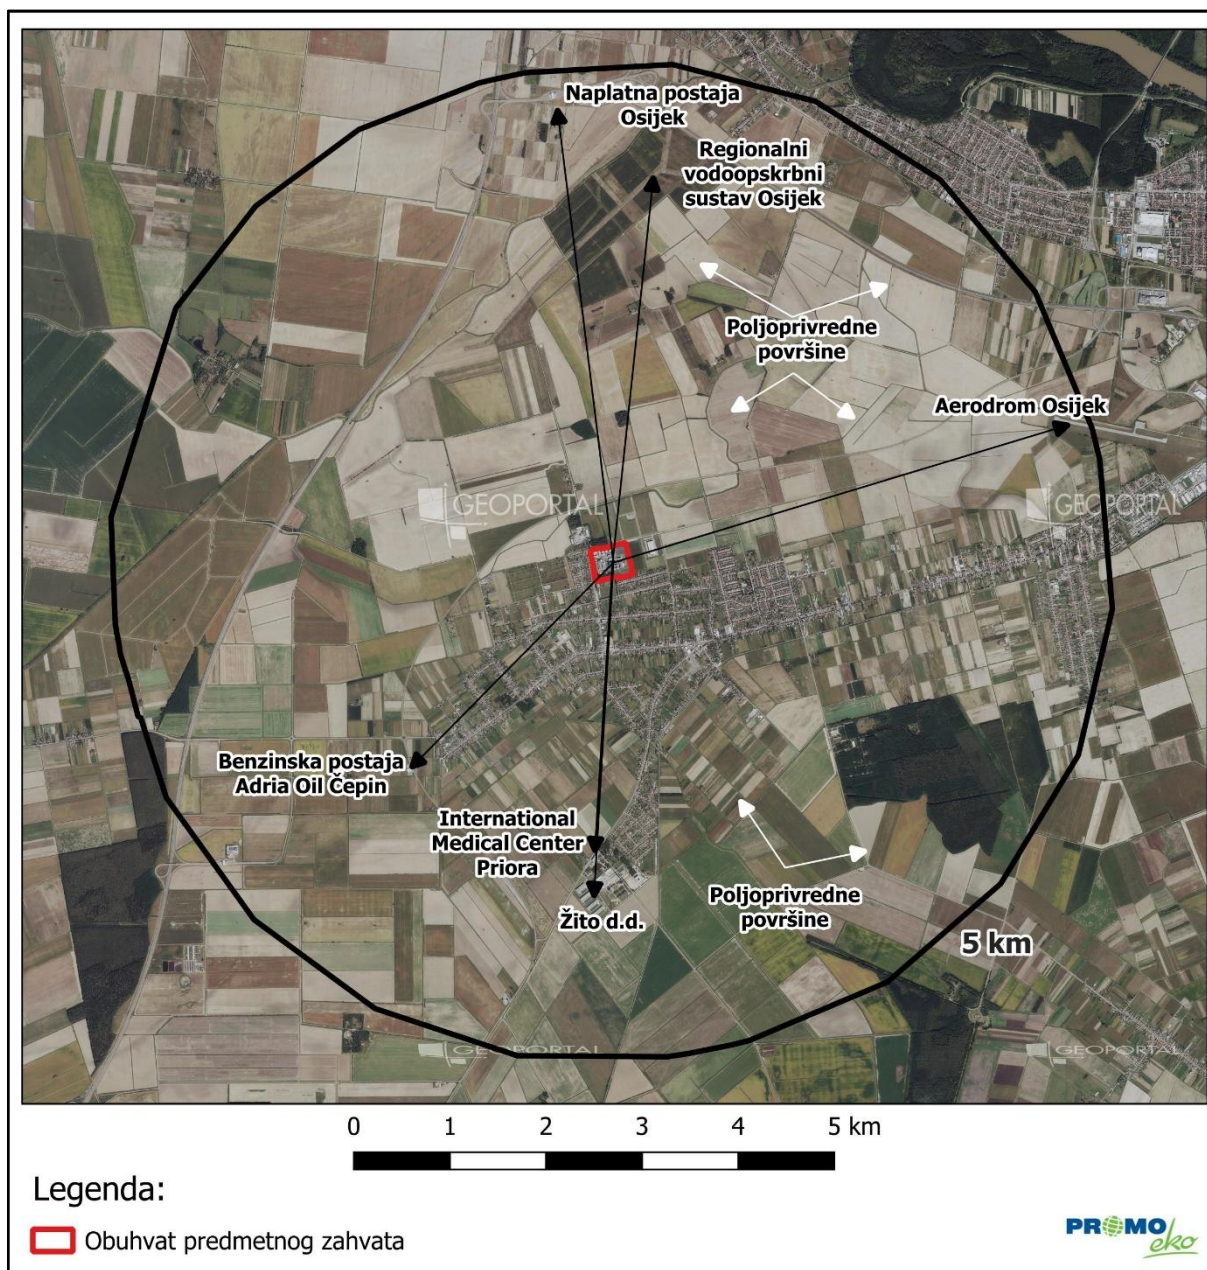 Naplatna postaja
Osijek
Regionalni
vodoopskrbni
sustav Osijek
Poljoprivredne
površine
Aerodrom Osijek
GEOPORTAL
GEOPORTAL
Benzinska postaja
Adria Oil Čepin
International
Medical Center
Priora
Žito d.d.
Poljoprivredne
površine
5 km
GEOPORTAL
GEOPORTAL
0 1 2 3 4 5 km
Legenda:
Obuhvat predmetnog zahvata
PROMO
eko